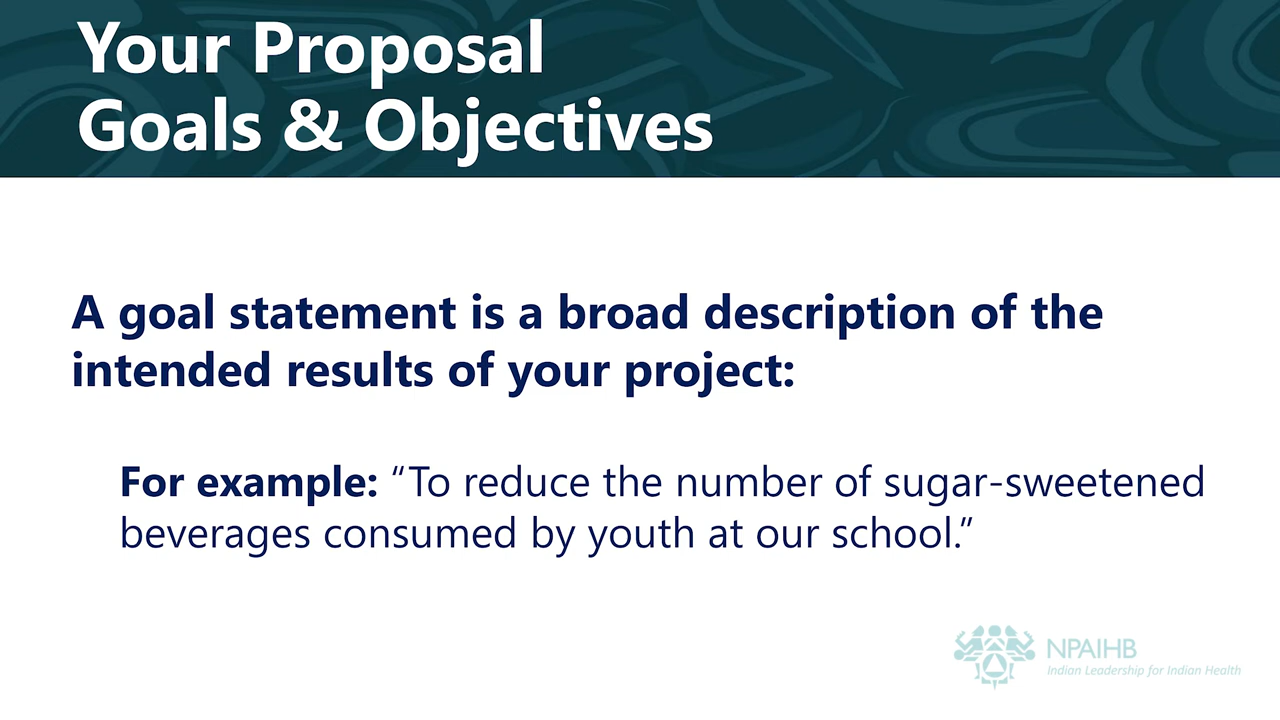 Your Proposal
Goals & Objectives
A goal statement is a broad description of the
intended results of your project:
For example: “To reduce the number of sugar-sweetened
beverages consumed by youth at our school.”
NPAIHB
Indian Leadership for Indian Health